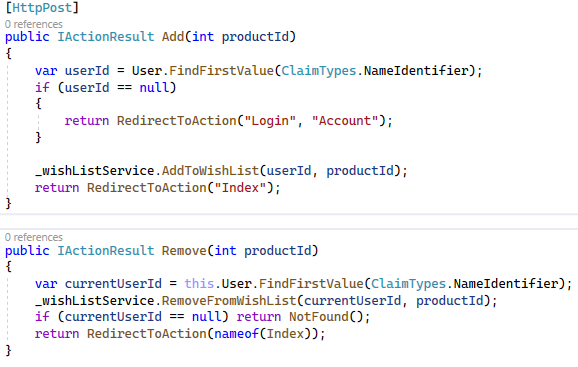 [HttpPost]
0 references
public IActionResult Add(int productId)
{
    var userId = User.FindFirstValue(ClaimTypes.NameIdentifier);
    if (userId == null)
    {
        return RedirectToAction("Login", "Account");
    }

    _wishListService.AddToWishList(userId, productId);
    return RedirectToAction("Index");
}
0 references
public IActionResult Remove(int productId)
{
    var currentUserId = this.User.FindFirstValue(ClaimTypes.NameIdentifier);
    _wishListService.RemoveFromWishList(currentUserId, productId);
    if (currentUserId == null) return NotFound();
    return RedirectToAction(nameof(Index));
}